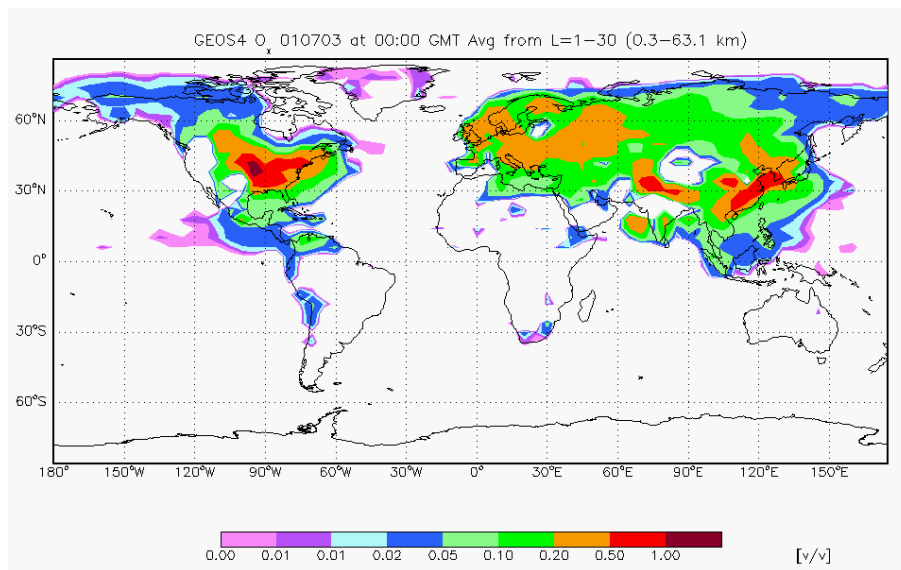 GEOS4 Oₓ 010703 at 00:00 GMT Avg from L=1-30 (0.3-63.1 km)
60°N
30°N
0°
30°S
60°S
180° 150°W 120°W 90°W 60°W 30°W 0° 30°E 60°E 90°E 120°E 150°E
0.00 0.01 0.01 0.02 0.05 0.10 0.20 0.50 1.00 [v/v]